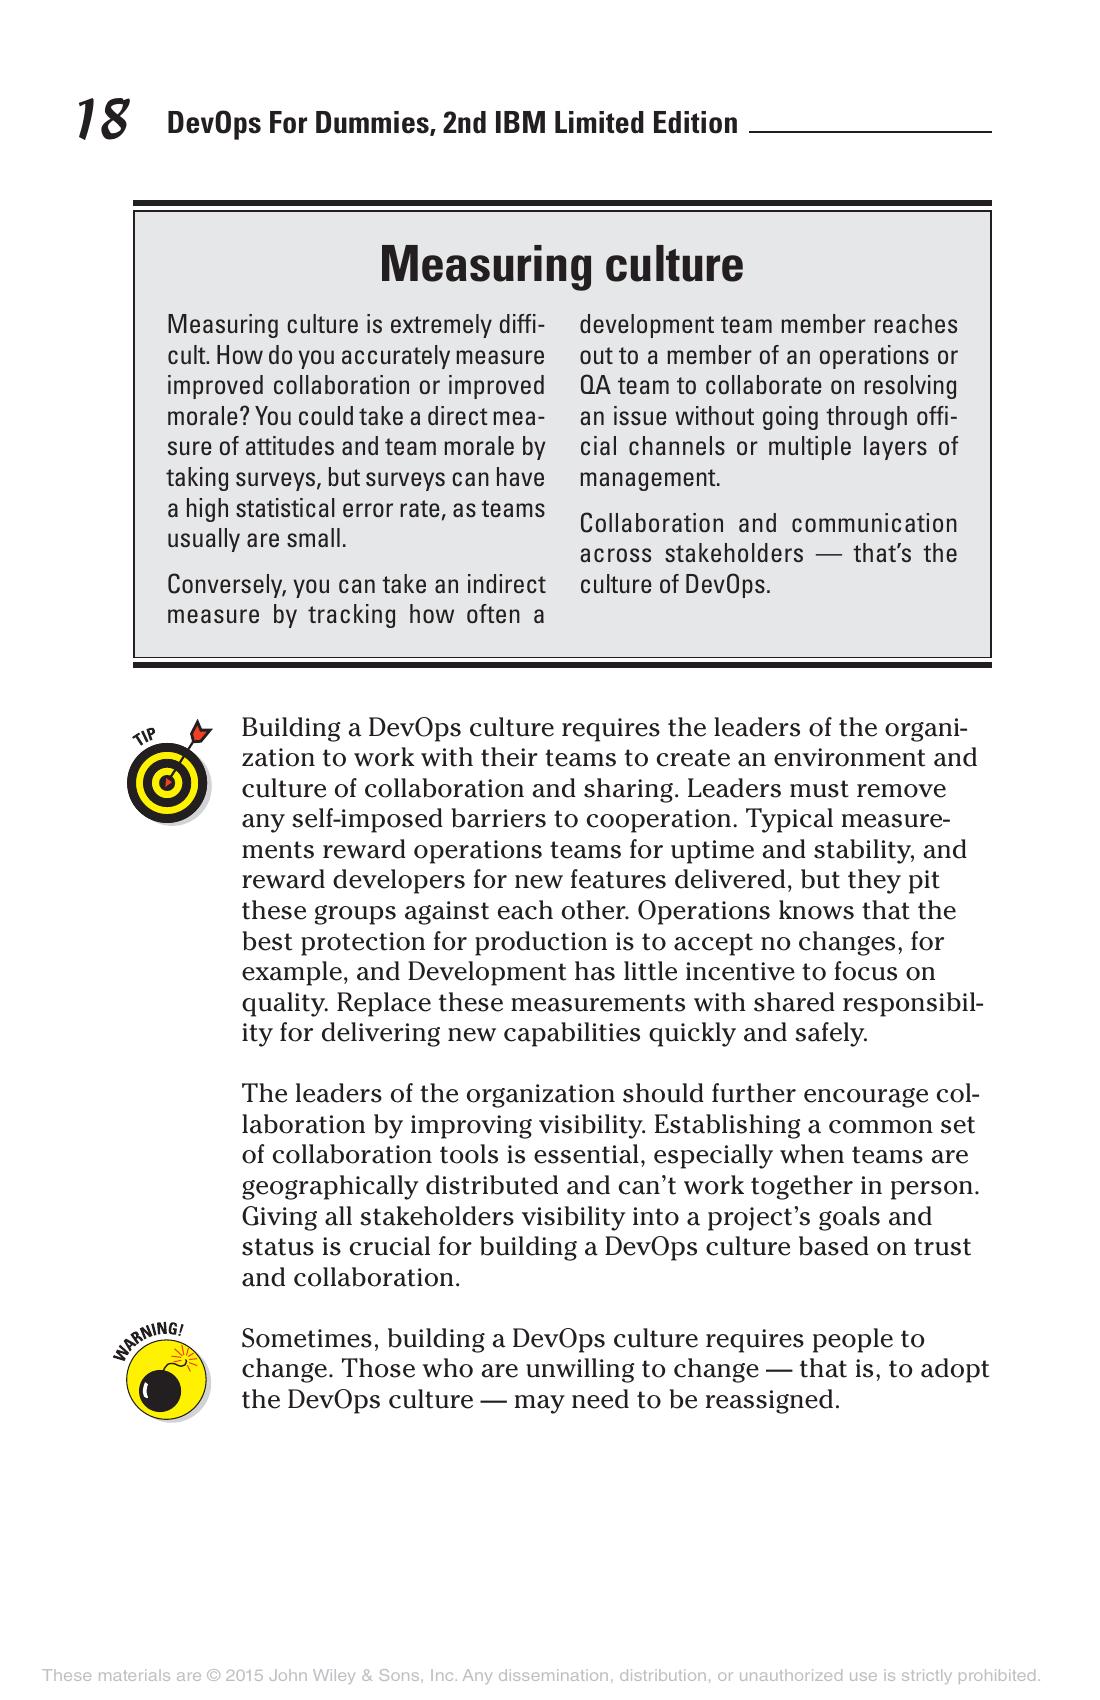 18 DevOps For Dummies, 2nd IBM Limited Edition
Measuring culture
Measuring culture is extremely diffi-
cult. How do you accurately measure
improved collaboration or improved
morale? You could take a direct mea-
sure of attitudes and team morale by
taking surveys, but surveys can have
a high statistical error rate, as teams
usually are small.
Conversely, you can take an indirect
measure by tracking how often a
development team member reaches
out to a member of an operations or
QA team to collaborate on resolving
an issue without going through offi-
cial channels or multiple layers of
management.
Collaboration and communication
across stakeholders — that’s the
culture of DevOps.
TIP
Building a DevOps culture requires the leaders of the organi-
zation to work with their teams to create an environment and
culture of collaboration and sharing. Leaders must remove
any self-imposed barriers to cooperation. Typical measure-
ments reward operations teams for uptime and stability, and
reward developers for new features delivered, but they pit
these groups against each other. Operations knows that the
best protection for production is to accept no changes, for
example, and Development has little incentive to focus on
quality. Replace these measurements with shared responsibil-
ity for delivering new capabilities quickly and safely.
The leaders of the organization should further encourage col-
laboration by improving visibility. Establishing a common set
of collaboration tools is essential, especially when teams are
geographically distributed and can’t work together in person.
Giving all stakeholders visibility into a project’s goals and
status is crucial for building a DevOps culture based on trust
and collaboration.
WARNING!
Sometimes, building a DevOps culture requires people to
change. Those who are unwilling to change — that is, to adopt
the DevOps culture — may need to be reassigned.
These materials are © 2015 John Wiley & Sons, Inc. Any dissemination, distribution, or unauthorized use is strictly prohibited.